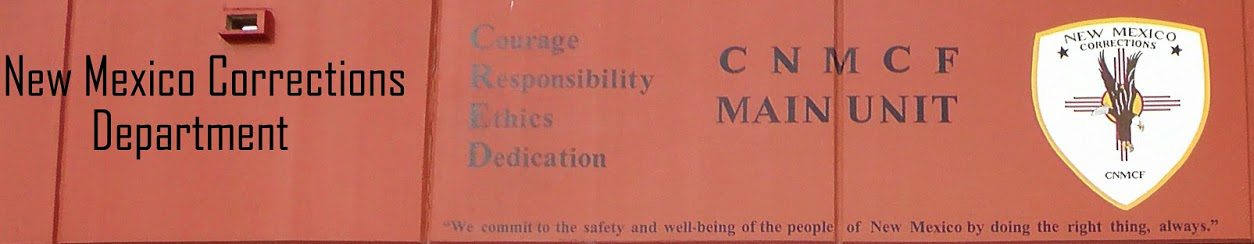 New Mexico Corrections
Department
Courage
Responsibility
Ethics
Dedication
CNMCF
MAIN UNIT
NEW MEXICO
CORRECTIONS
CNMCF
“We commit to the safety and well-being of the people of New Mexico by doing the right thing, always.”